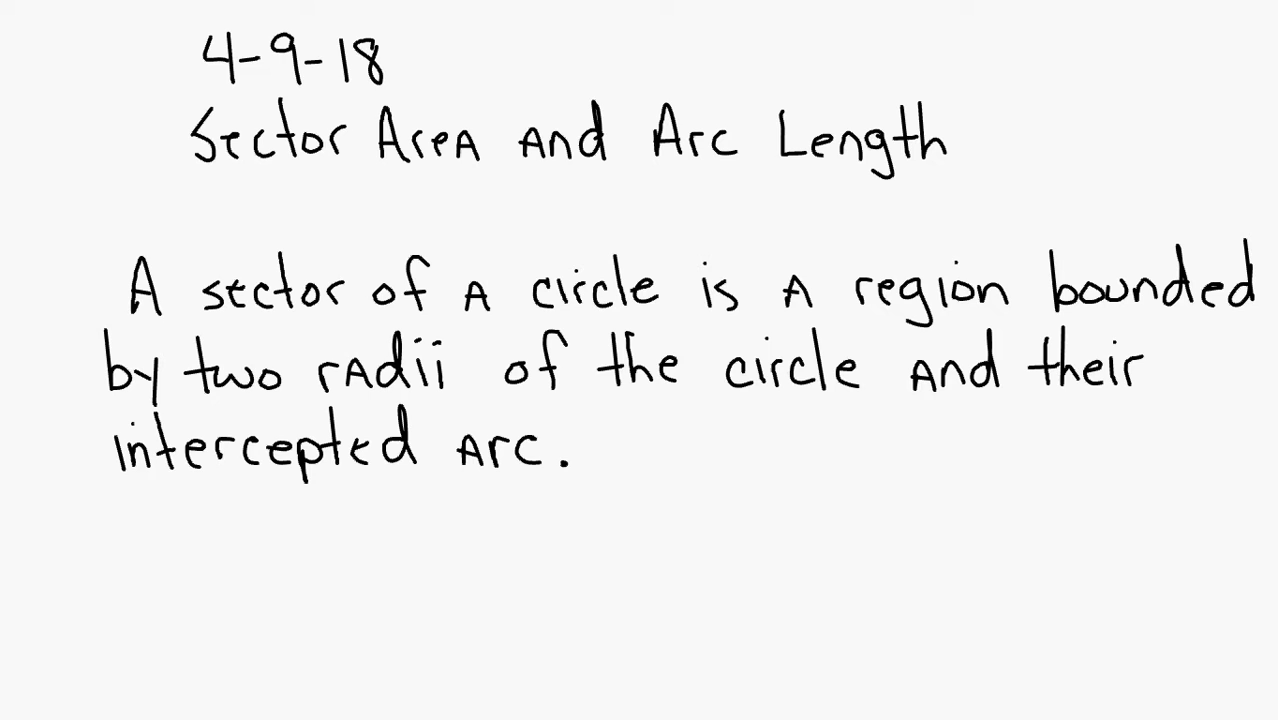 4-9-18
Sector Area and Arc Length
A sector of a circle is a region bounded
by two radii of the circle and their
intercepted arc.